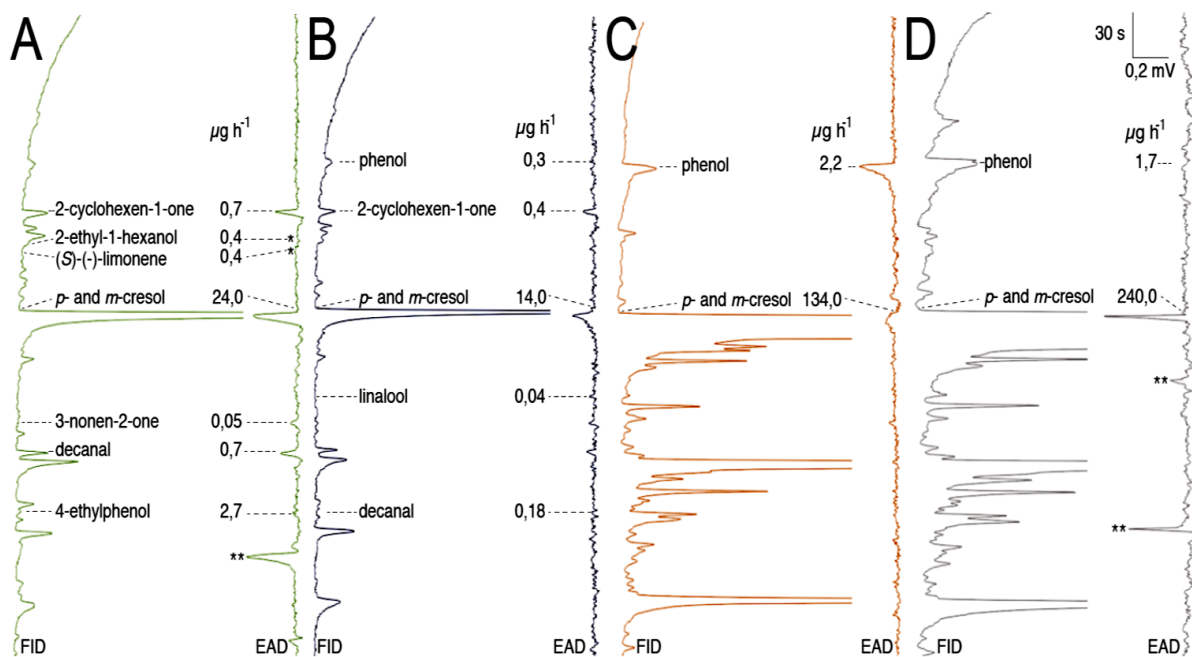 A
B
C
D
30 s
0,2 mV
µg h-1
µg h-1
µg h-1
phenol 0,3
phenol 2,2
phenol 1,7
2-cyclohexen-1-one 0,7
2-cyclohexen-1-one 0,4
2-ethyl-1-hexanol 0,4 *
(S)-(-)-limonene 0,4 *
p- and m-cresol 24,0
p- and m-cresol 14,0
p- and m-cresol 134,0
p- and m-cresol 240,0
**
linalool 0,04
3-nonen-2-one 0,05
decanal 0,7
4-ethylphenol 2,7
decanal 0,18
**
**
FID EAD
FID EAD
FID EAD
FID EAD